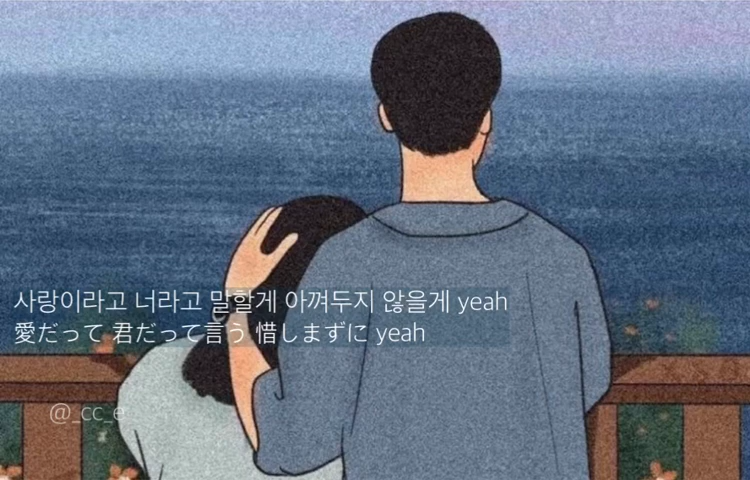 사랑이라고 너라고 말할게 아껴두지 않을게 yeah
愛だって 君だって言う 惜しまずに yeah
@_cc_e